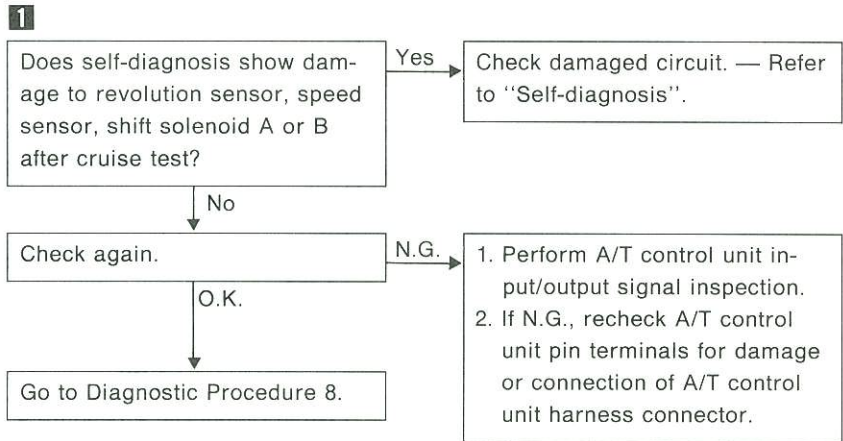 1
Does self-diagnosis show dam-
age to revolution sensor, speed
sensor, shift solenoid A or B
after cruise test?
Yes
Check damaged circuit. — Refer
to ‘‘Self-diagnosis’’.
No
Check again.
N.G.
1. Perform A/T control unit in-
put/output signal inspection.
2. If N.G., recheck A/T control
unit pin terminals for damage
or connection of A/T control
unit harness connector.
O.K.
Go to Diagnostic Procedure 8.